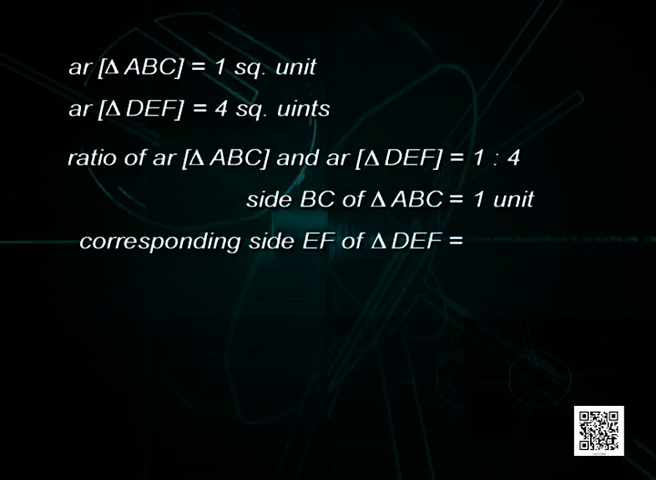 ar [Δ ABC] = 1 sq. unit
ar [Δ DEF] = 4 sq. uints
ratio of ar [Δ ABC] and ar [Δ DEF] = 1 : 4
side BC of Δ ABC = 1 unit
corresponding side EF of Δ DEF =